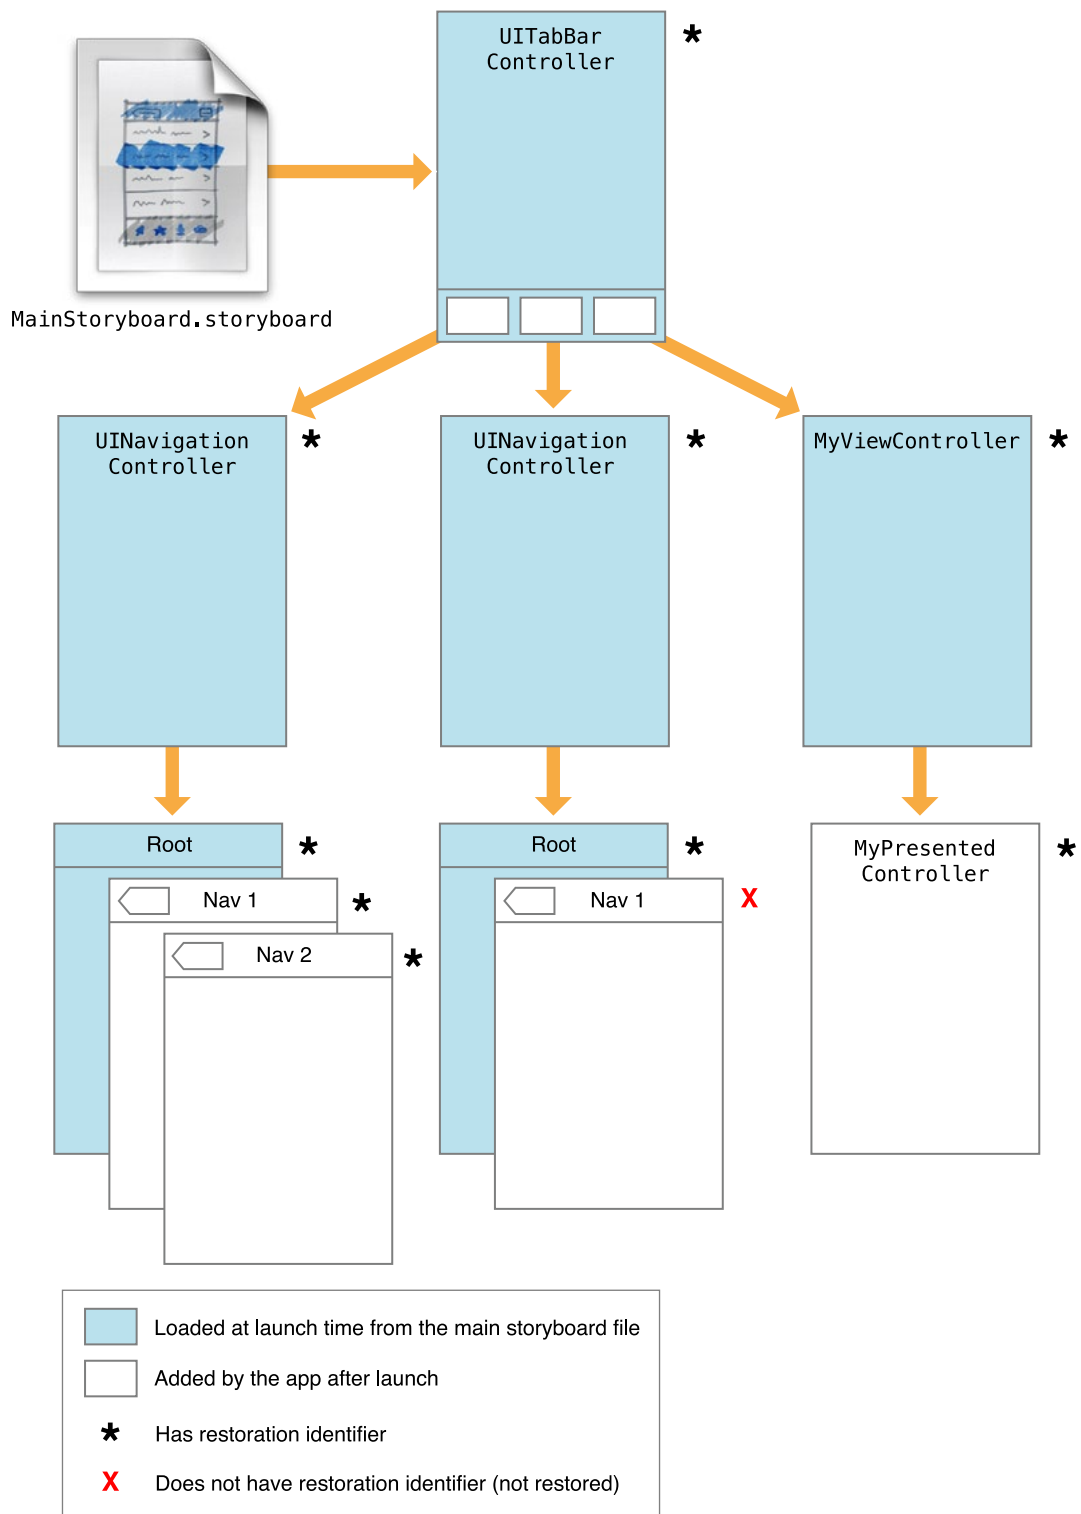 UITabBar
Controller
*
MainStoryboard.storyboard
UINavigation
Controller
*
UINavigation
Controller
*
MyViewController
*
Root
*
Nav 1
*
Nav 2
*
Root
*
Nav 1
X
MyPresented
Controller
*
Loaded at launch time from the main storyboard file
Added by the app after launch
* Has restoration identifier
X Does not have restoration identifier (not restored)